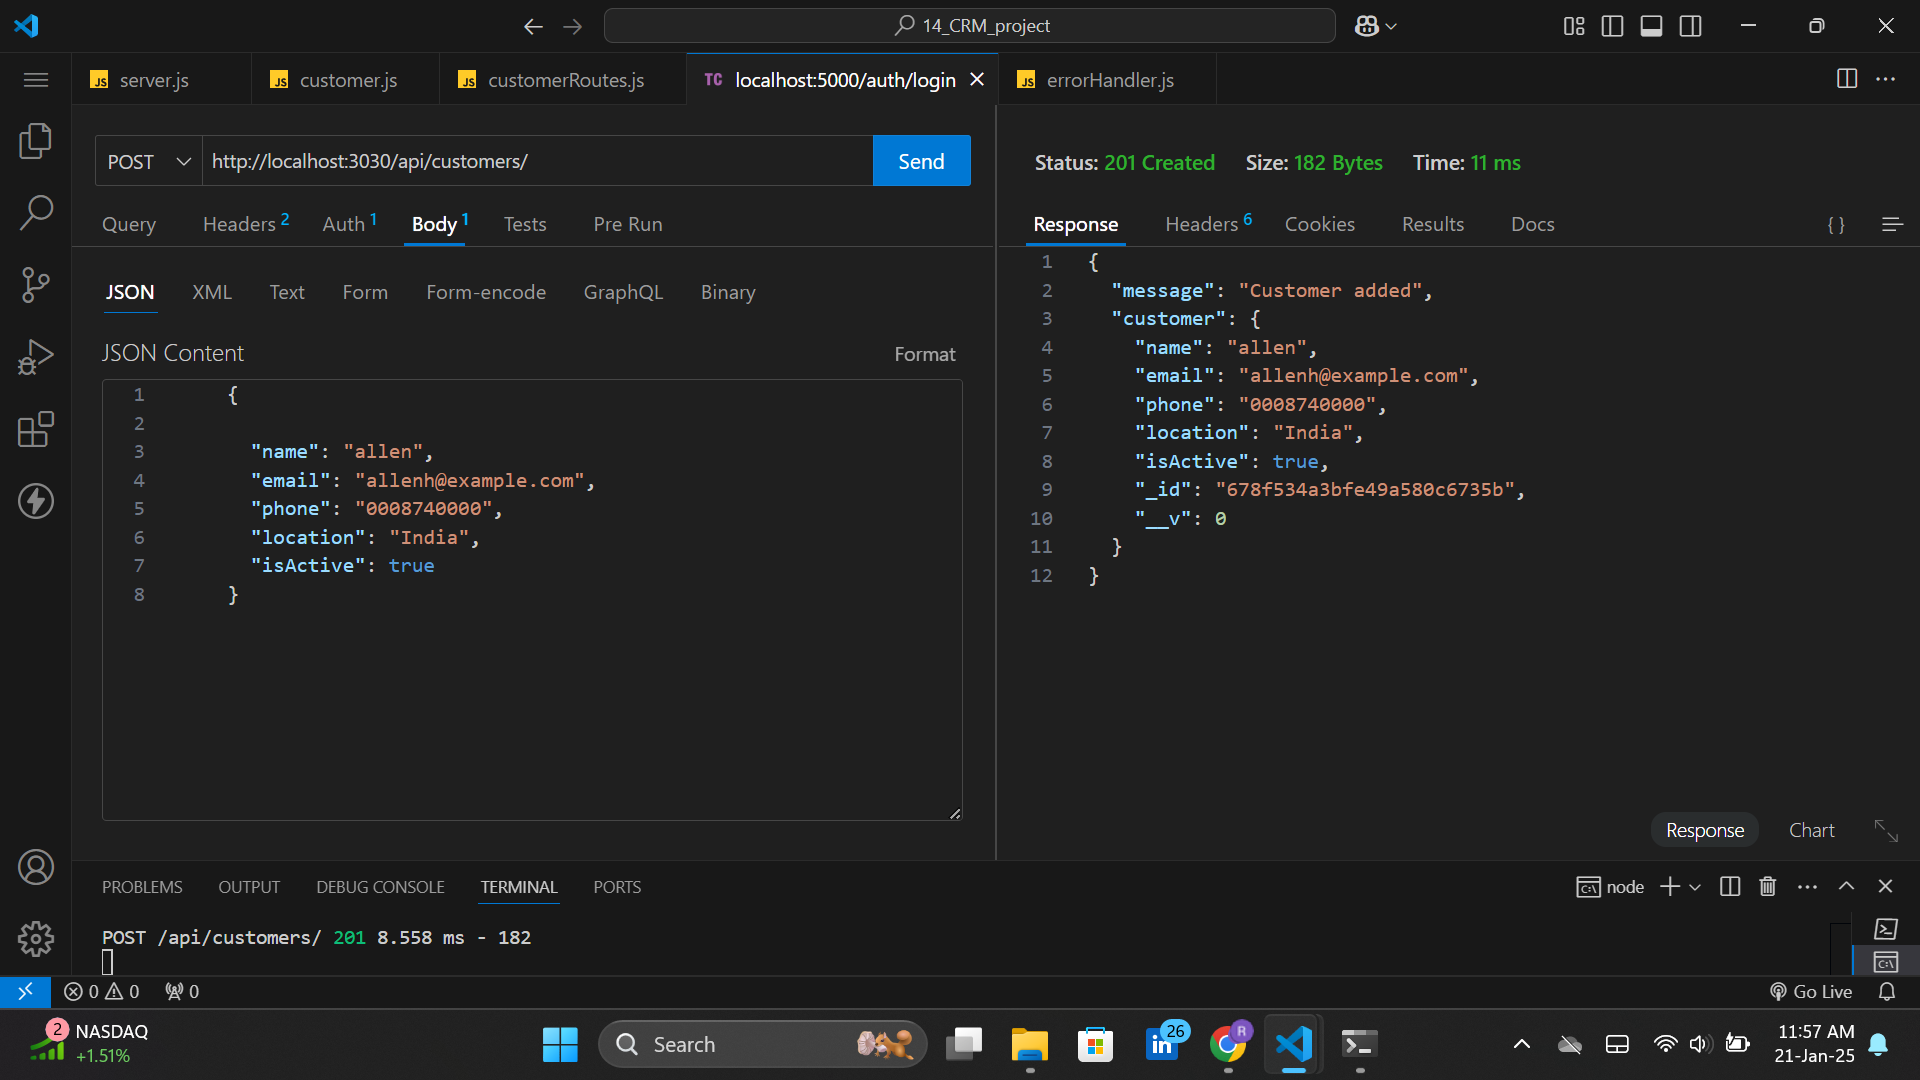 14_CRM_project
JS server.js
JS customer.js
JS customerRoutes.js
TC localhost:5000/auth/login
JS errorHandler.js
POST http://localhost:3030/api/customers/ Send
Query Headers 2 Auth 1 Body 1 Tests Pre Run
JSON XML Text Form Form-encode GraphQL Binary
JSON Content Format
1 {
2
3 "name": "allen",
4 "email": "allenh@example.com",
5 "phone": "0008740000",
6 "location": "India",
7 "isActive": true
8 }
Status: 201 Created Size: 182 Bytes Time: 11 ms
Response Headers 6 Cookies Results Docs { }
1 {
2 "message": "Customer added",
3 "customer": {
4 "name": "allen",
5 "email": "allenh@example.com",
6 "phone": "0008740000",
7 "location": "India",
8 "isActive": true,
9 "_id": "678f534a3bfe49a580c6735b",
10 "__v": 0
11 }
12 }
Response Chart
PROBLEMS OUTPUT DEBUG CONSOLE TERMINAL PORTS node
POST /api/customers/ 201 8.558 ms - 182
0 0 0 Go Live
2 NASDAQ
+1.51%
Search
26
R
11:57 AM
21-Jan-25